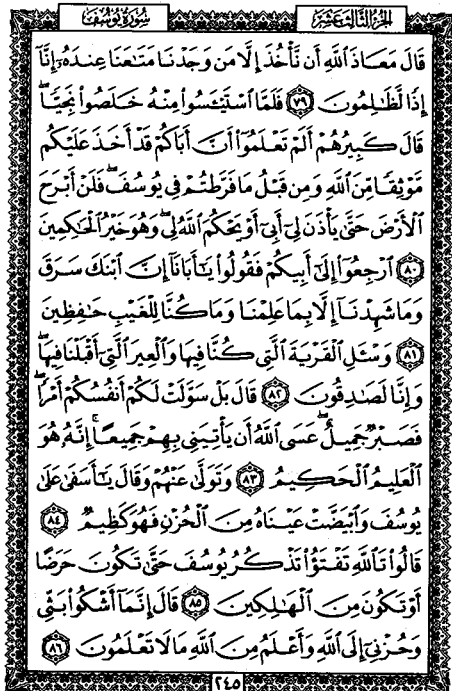 سُورَةُ يُوسُفَ
الجزء الثالث عشر
قَالَ مَعَاذَ ٱللَّهِ أَن نَّأْخُذَ إِلَّا مَن وَجَدْنَا مَتَٰعَنَا عِندَهُۥٓ إِنَّآ
إِذًا لَّظَٰلِمُونَ ٧٩ فَلَمَّا ٱسْتَيْـَٔسُوا۟ مِنْهُ خَلَصُوا۟ نَجِيًّا ۖ
قَالَ كَبِيرُهُمْ أَلَمْ تَعْلَمُوٓا۟ أَنَّ أَبَاكُمْ قَدْ أَخَذَ عَلَيْكُم
مَّوْثِقًا مِّنَ ٱللَّهِ وَمِن قَبْلُ مَا فَرَّطتُمْ فِى يُوسُفَ ۖ فَلَنْ أَبْرَحَ
ٱلْأَرْضَ حَتَّىٰ يَأْذَنَ لِىٓ أَبِىٓ أَوْ يَحْكُمَ ٱللَّهُ لِى ۖ وَهُوَ خَيْرُ ٱلْحَٰكِمِينَ
٨٠ ٱرْجِعُوٓا۟ إِلَىٰٓ أَبِيكُمْ فَقُولُوا۟ يَٰٓأَبَانَآ إِنَّ ٱبْنَكَ سَرَقَ
وَمَا شَهِدْنَآ إِلَّا بِمَا عَلِمْنَا وَمَا كُنَّا لِلْغَيْبِ حَٰفِظِينَ
٨١ وَسْـَٔلِ ٱلْقَرْيَةَ ٱلَّتِى كُنَّا فِيهَا وَٱلْعِيرَ ٱلَّتِىٓ أَقْبَلْنَا فِيهَا ۖ
وَإِنَّا لَصَٰدِقُونَ ٨٢ قَالَ بَلْ سَوَّلَتْ لَكُمْ أَنفُسُكُمْ أَمْرًا ۖ
فَصَبْرٌ جَمِيلٌ ۖ عَسَى ٱللَّهُ أَن يَأْتِيَنِى بِهِمْ جَمِيعًا ۚ إِنَّهُۥ هُوَ
ٱلْعَلِيمُ ٱلْحَكِيمُ ٨٣ وَتَوَلَّىٰ عَنْهُمْ وَقَالَ يَٰٓأَسَفَىٰ عَلَىٰ
يُوسُفَ وَٱبْيَضَّتْ عَيْنَاهُ مِنَ ٱلْحُزْنِ فَهُوَ كَظِيمٌ ٨٤
قَالُوا۟ تَٱللَّهِ تَفْتَؤُا۟ تَذْكُرُ يُوسُفَ حَتَّىٰ تَكُونَ حَرَضًا
أَوْ تَكُونَ مِنَ ٱلْهَٰلِكِينَ ٨٥ قَالَ إِنَّمَآ أَشْكُوا۟ بَثِّى
وَحُزْنِىٓ إِلَى ٱللَّهِ وَأَعْلَمُ مِنَ ٱللَّهِ مَا لَا تَعْلَمُونَ ٨٦
٢٤٥